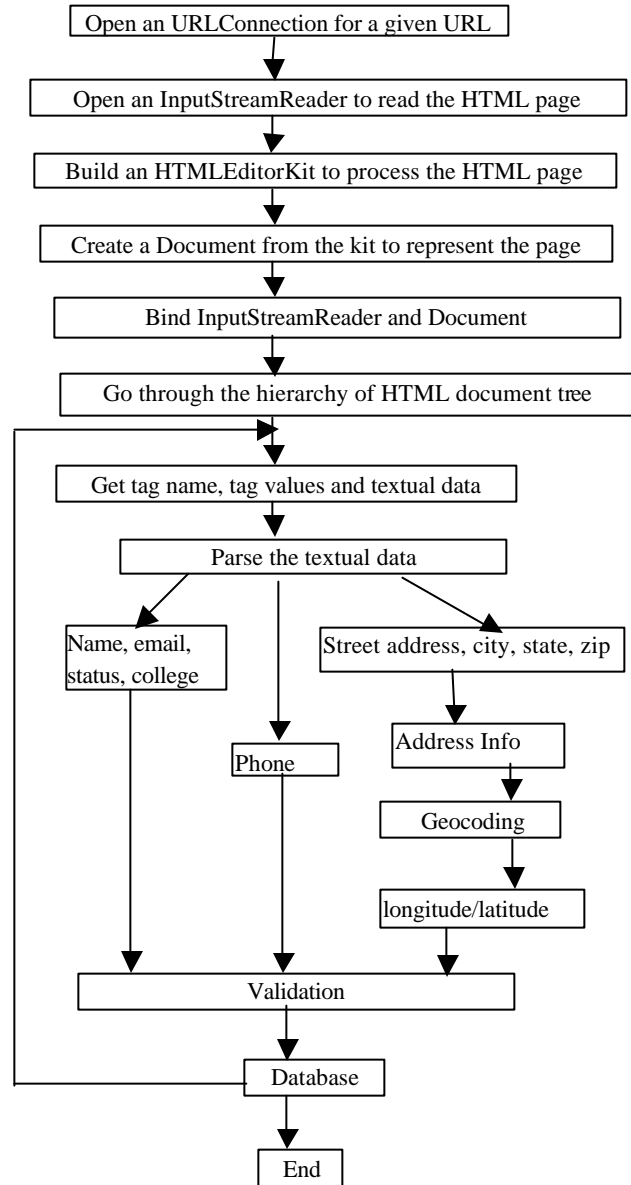 Open an URLConnection for a given URL
Open an InputStreamReader to read the HTML page
Build an HTMLEditorKit to process the HTML page
Create a Document from the kit to represent the page
Bind InputStreamReader and Document
Go through the hierarchy of HTML document tree
Get tag name, tag values and textual data
Parse the textual data
Name, email,
status, college
Street address, city, state, zip
Phone
Address Info
Geocoding
longitude/latitude
Validation
Database
End